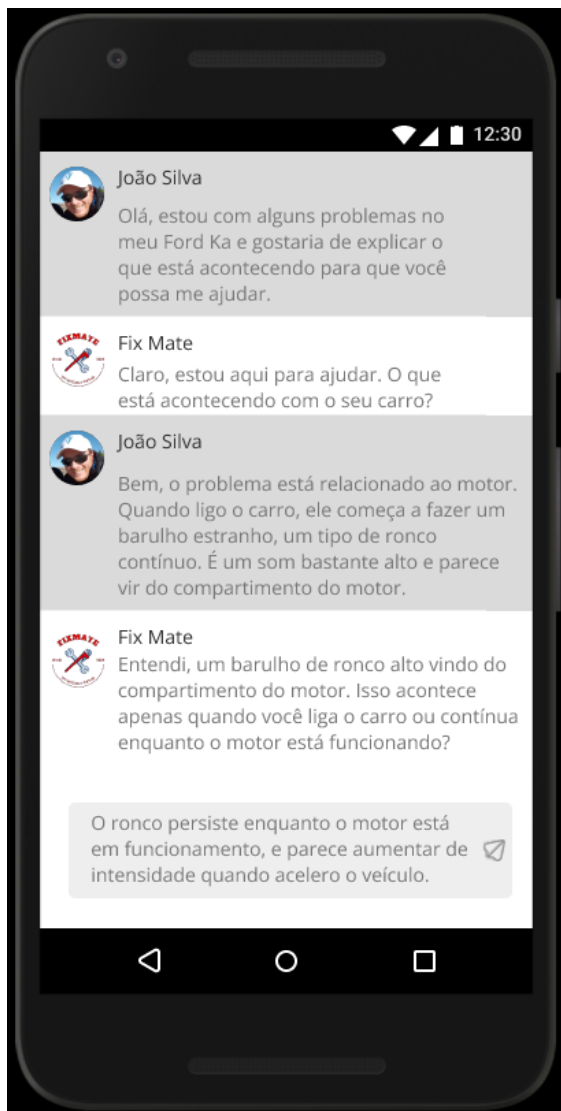 12:30
João Silva
Olá, estou com alguns problemas no
meu Ford Ka e gostaria de explicar o
que está acontecendo para que você
possa me ajudar.
FIXMATE
Fix Mate
Claro, estou aqui para ajudar. O que
está acontecendo com o seu carro?
João Silva
Bem, o problema está relacionado ao motor.
Quando ligo o carro, ele começa a fazer um
barulho estranho, um tipo de ronco
contínuo. É um som bastante alto e parece
vir do compartimento do motor.
FIXMATE
Fix Mate
Entendi, um barulho de ronco alto vindo do
compartimento do motor. Isso acontece
apenas quando você liga o carro ou contínua
enquanto o motor está funcionando?
O ronco persiste enquanto o motor está
em funcionamento, e parece aumentar de
intensidade quando acelero o veículo.